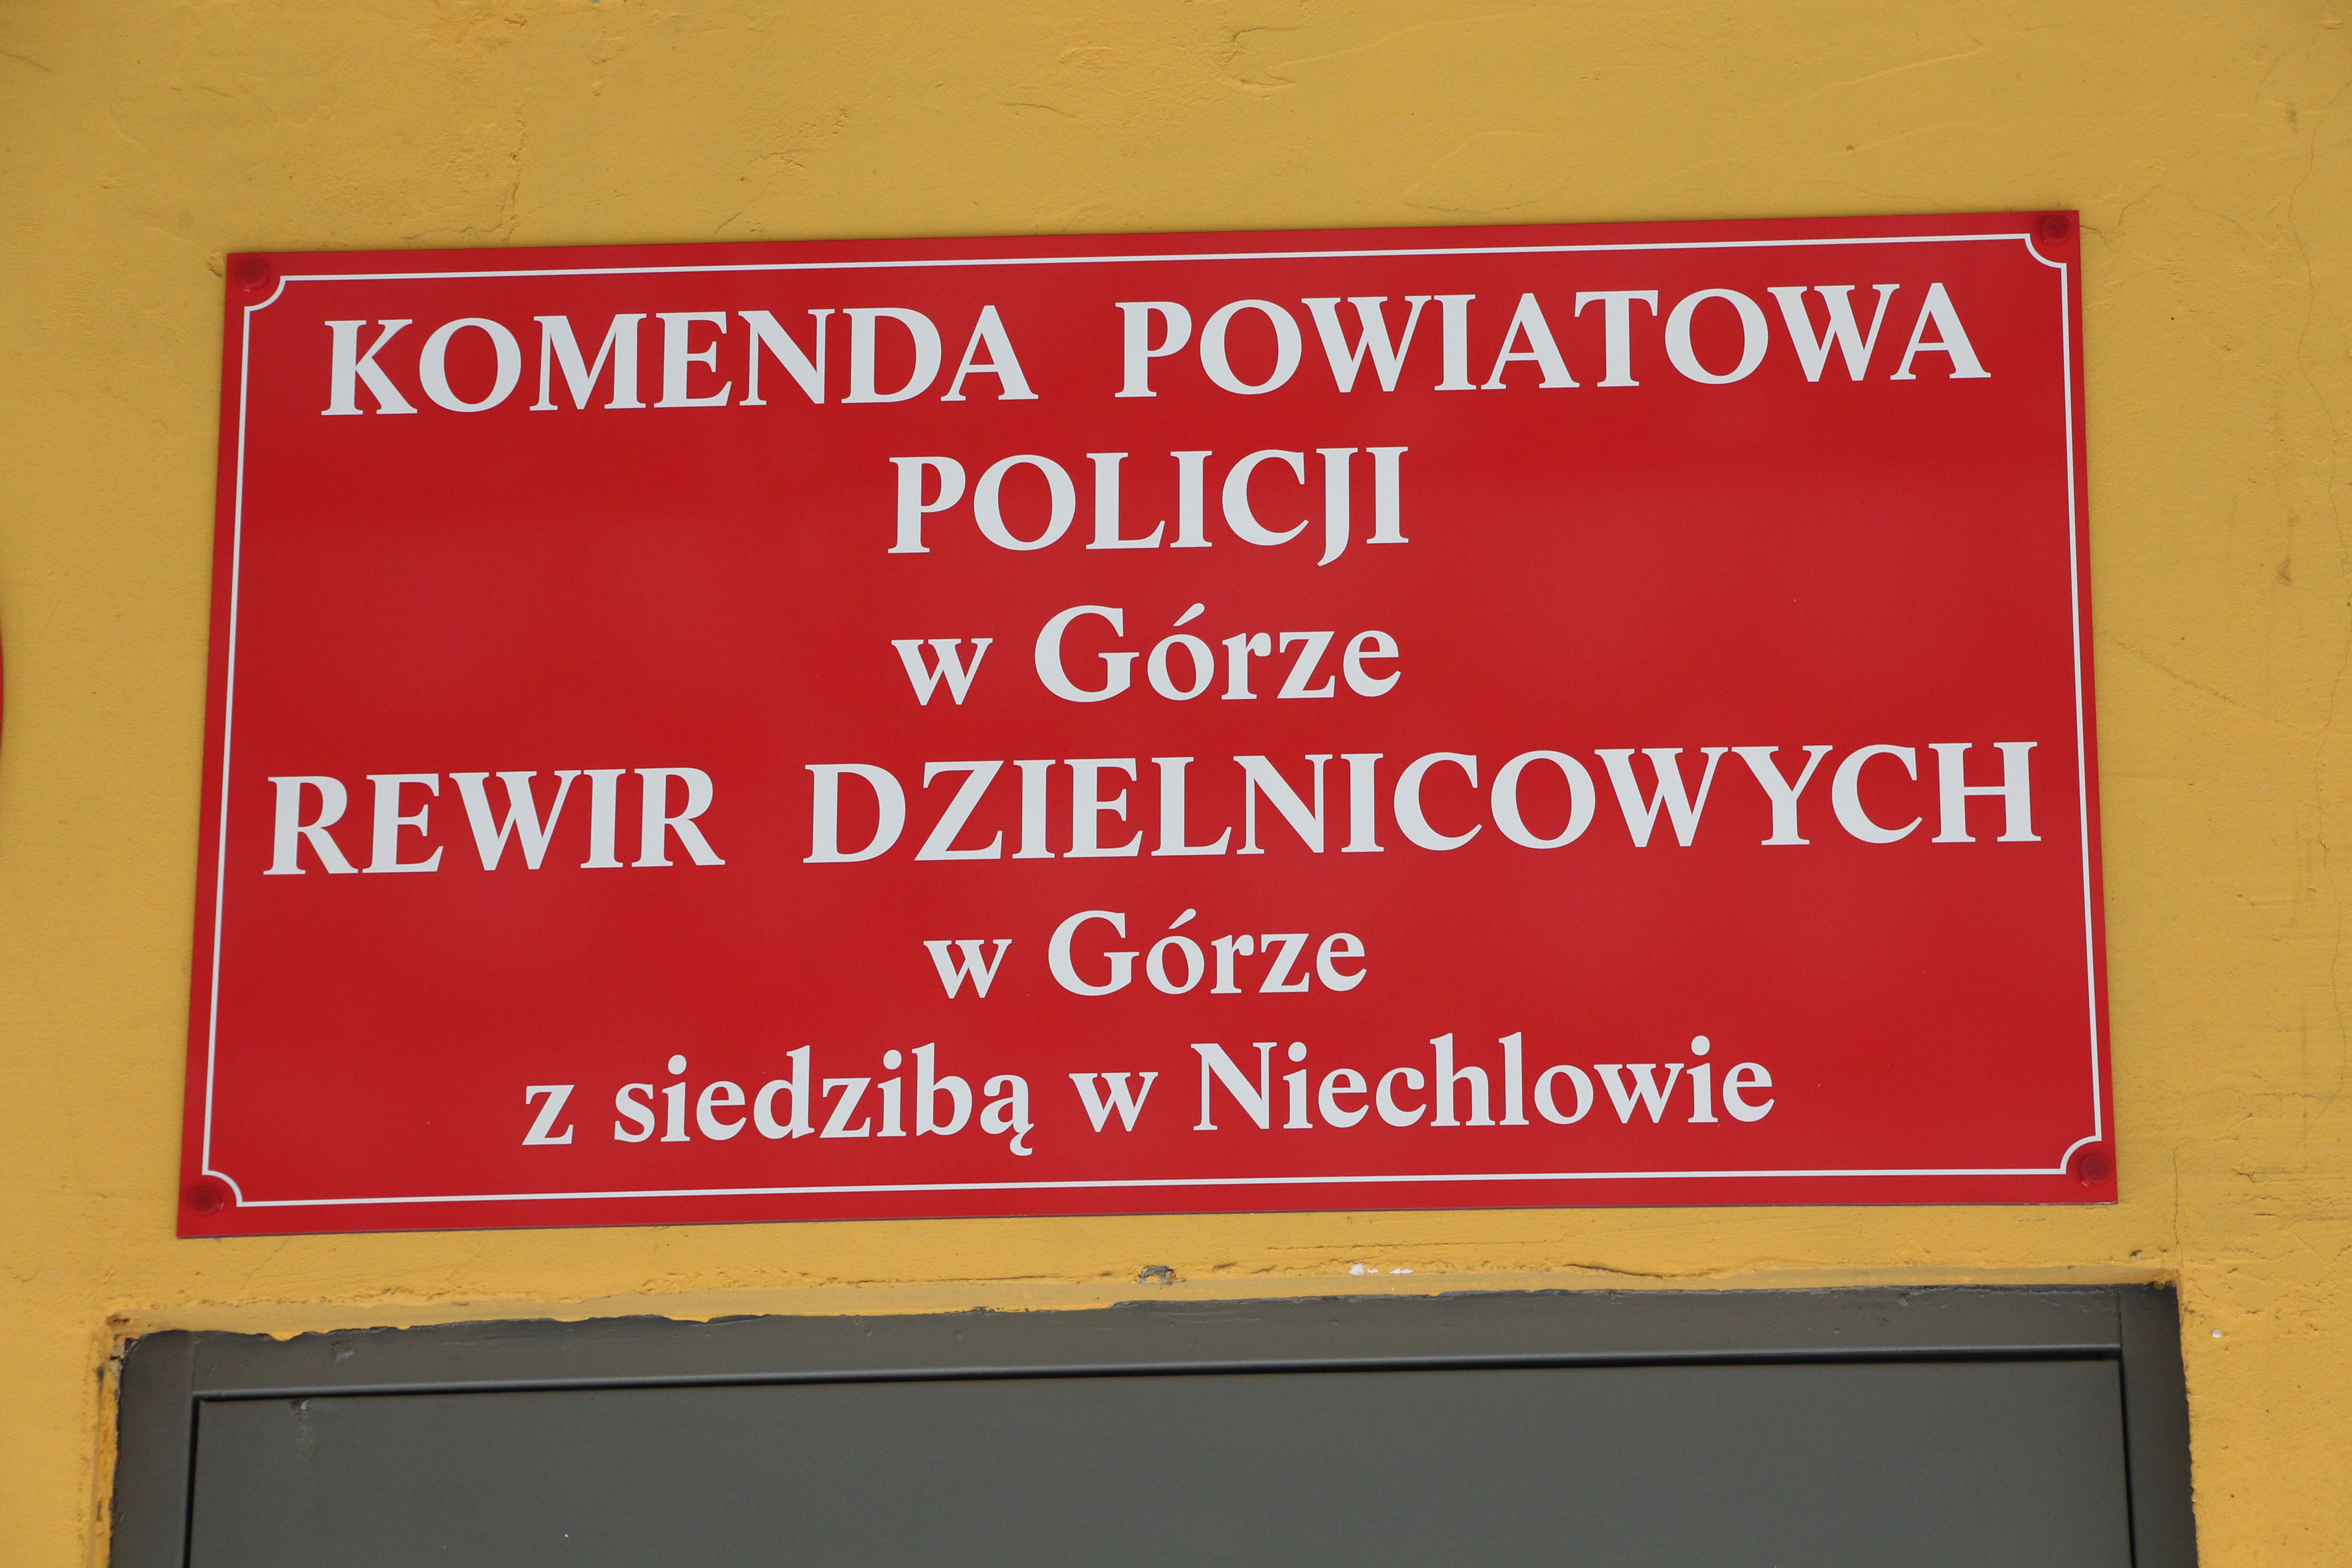 KOMENDA POWIATOWA
POLICJI
w Górze
REWIR DZIELNICOWYCH
w Górze
z siedzibą w Niechlowie